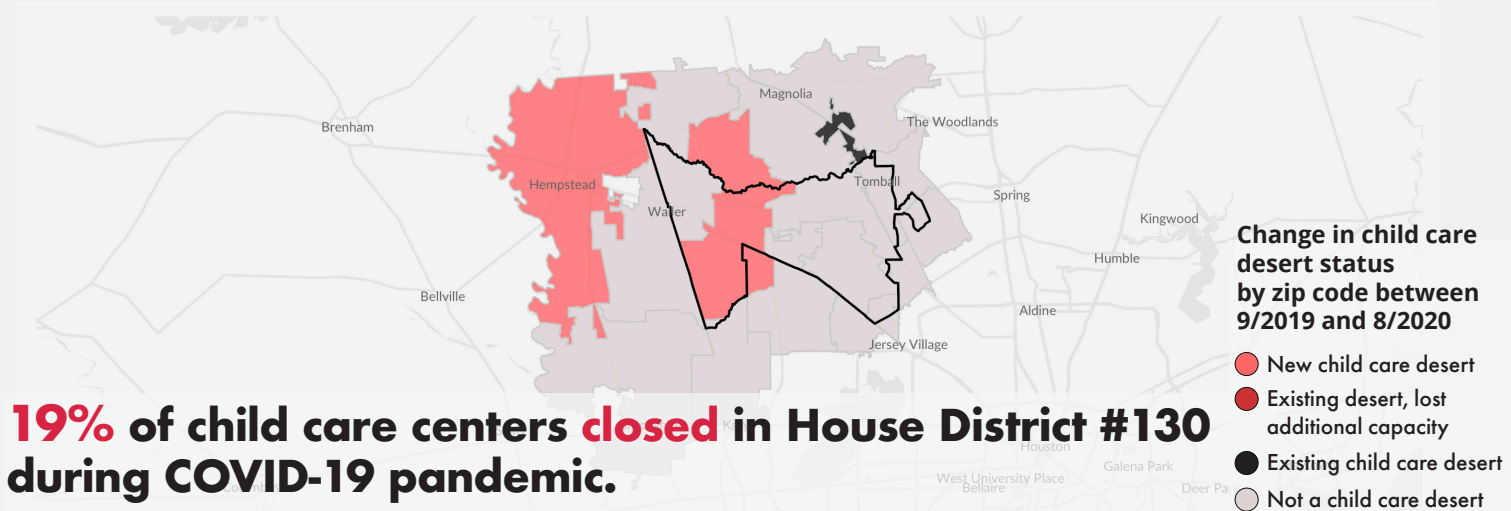 Magnolia
The Woodlands
Brenham
Hempstead
Tomball
Spring
Waller
Kingwood
Humble
Bellville
Aldine
Jersey Village
Change in child care
desert status
by zip code between
9/2019 and 8/2020
New child care desert
Existing desert, lost
additional capacity
Existing child care desert
Not a child care desert
19% of child care centers closed in House District #130
during COVID-19 pandemic.
Houston
Galena Park
West University Place
Bellaire